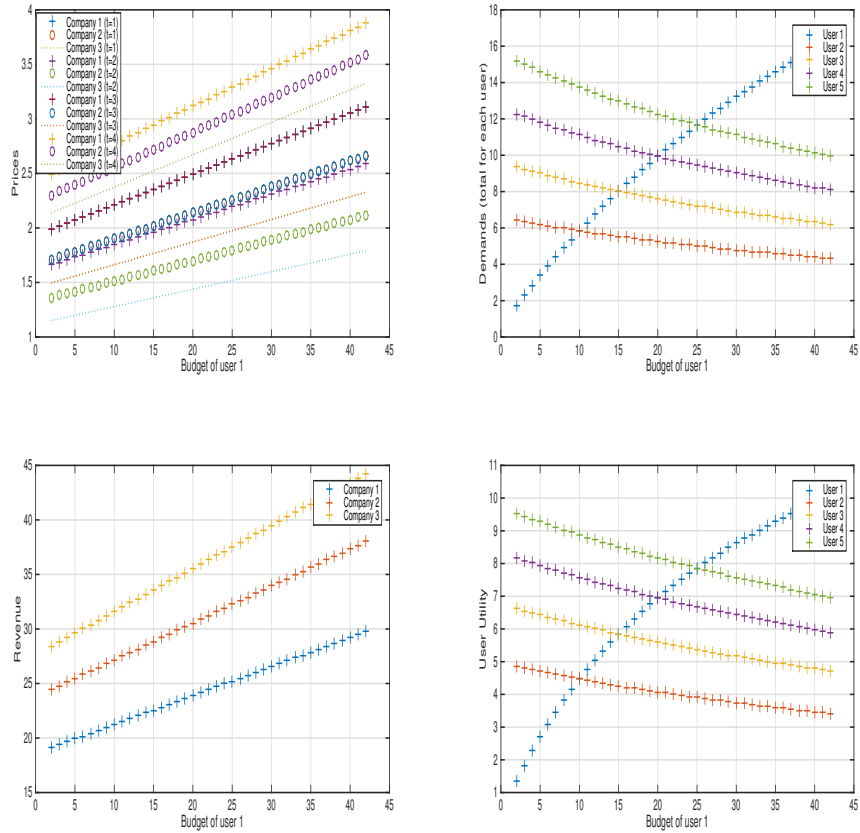 4
3.5
3
2.5
2
1.5
1
Prices
Company 1 (t=1)
Company 2 (t=1)
Company 3 (t=1)
Company 1 (t=2)
Company 2 (t=2)
Company 3 (t=2)
Company 1 (t=3)
Company 2 (t=3)
Company 3 (t=3)
Company 1 (t=4)
Company 2 (t=4)
Company 3 (t=4)
0 5 10 15 20 25 30 35 40 45
Budget of user 1
18
16
14
12
10
8
6
4
2
0
Demands (total for each user)
User 1
User 2
User 3
User 4
User 5
0 5 10 15 20 25 30 35 40 45
Budget of user 1
45
40
35
30
25
20
15
Revenue
Company 1
Company 2
Company 3
0 5 10 15 20 25 30 35 40 45
Budget of user 1
11
10
9
8
7
6
5
4
3
2
1
User Utility
User 1
User 2
User 3
User 4
User 5
0 5 10 15 20 25 30 35 40 45
Budget of user 1